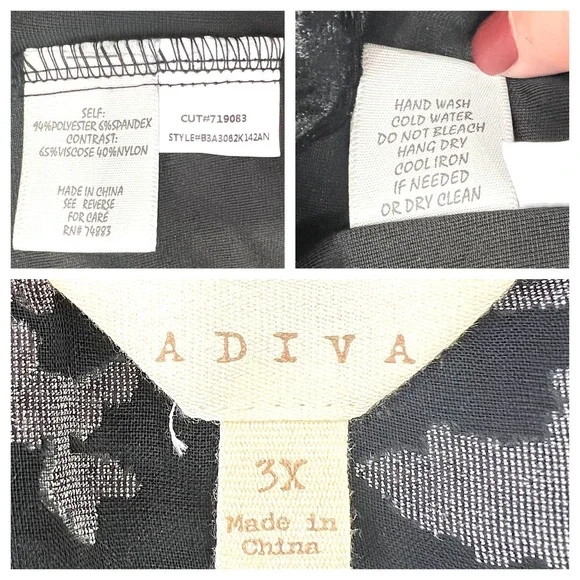 SELF:
94%POLYESTER 6%SPANDEX
CONTRAST:
65%VISCOSE 40%NYLON
MADE IN CHINA
SEE REVERSE
FOR CARE
RN# 74883
CUT#719083
STYLE#B3A3082K142AN
HAND WASH
COLD WATER
DO NOT BLEACH
HANG DRY
COOL IRON
IF NEEDED
OR DRY CLEAN
ADIVA
3X
Made in
China